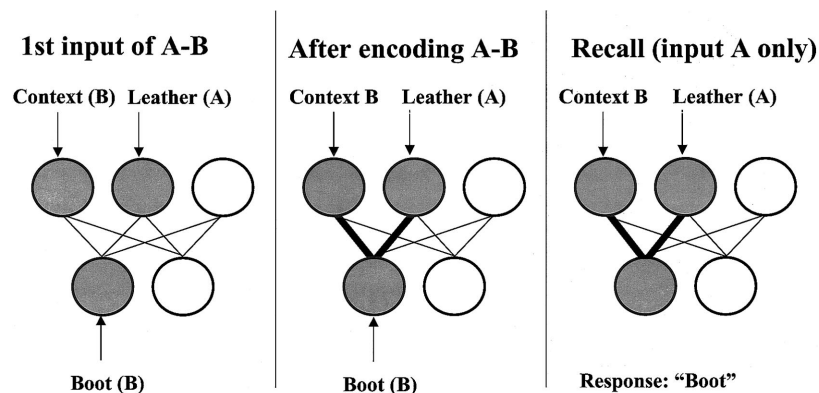 1st input of A-B
Context (B) Leather (A)
Boot (B)
After encoding A-B
Context B Leather (A)
Boot (B)
Recall (input A only)
Context B Leather (A)
Response: “Boot”